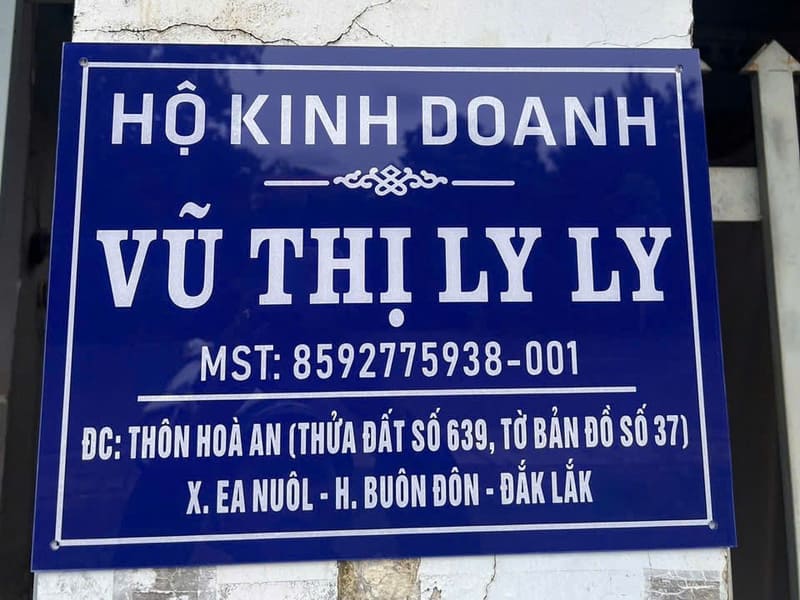 HỘ KINH DOANH
VŨ THỊ LY LY
MST: 8592775938-001
ĐC: THÔN HOÀ AN (THỬA ĐẤT SỐ 639, TỜ BẢN ĐỒ SỐ 37)
X. EA NUÔL - H. BUÔN ĐÔN - ĐẮK LẮK